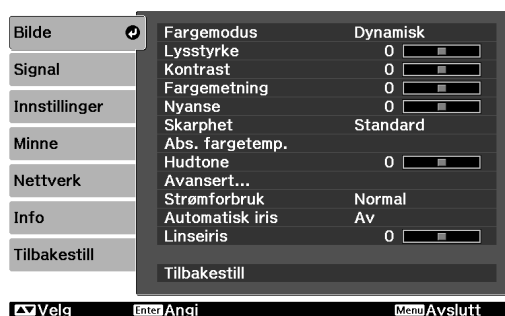 Bilde
Signal
Innstillinger
Minne
Nettverk
Info
Tilbakestill
Fargemodus Dynamisk
Lysstyrke 0
Kontrast 0
Fargemetning 0
Nyanse 0
Skarphet Standard
Abs. fargetemp.
Hudtone 0
Avansert...
Strømforbruk Normal
Automatisk iris Av
Linseiris 0
Tilbakestill
Velg Enter Angi Menu Avslutt